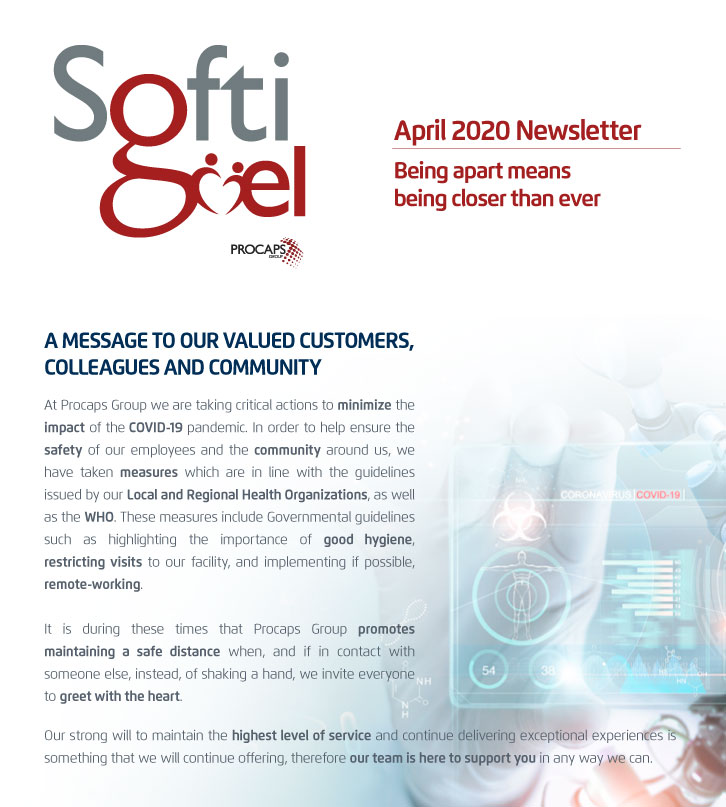 Softi
gel
PROCAPS
GROUP
April 2020 Newsletter
Being apart means
being closer than ever
A MESSAGE TO OUR VALUED CUSTOMERS,
COLLEAGUES AND COMMUNITY
At Procaps Group we are taking critical actions to minimize the
impact of the COVID-19 pandemic. In order to help ensure the
safety of our employees and the community around us, we
have taken measures which are in line with the guidelines
issued by our Local and Regional Health Organizations, as well
as the WHO. These measures include Governmental guidelines
such as highlighting the importance of good hygiene,
restricting visits to our facility, and implementing if possible,
remote-working.
It is during these times that Procaps Group promotes
maintaining a safe distance when, and if in contact with
someone else, instead, of shaking a hand, we invite everyone
to greet with the heart.
Our strong will to maintain the highest level of service and continue delivering exceptional experiences is
something that we will continue offering, therefore our team is here to support you in any way we can.
CORONAVIRUS COVID-19
54
38
NH
N
H